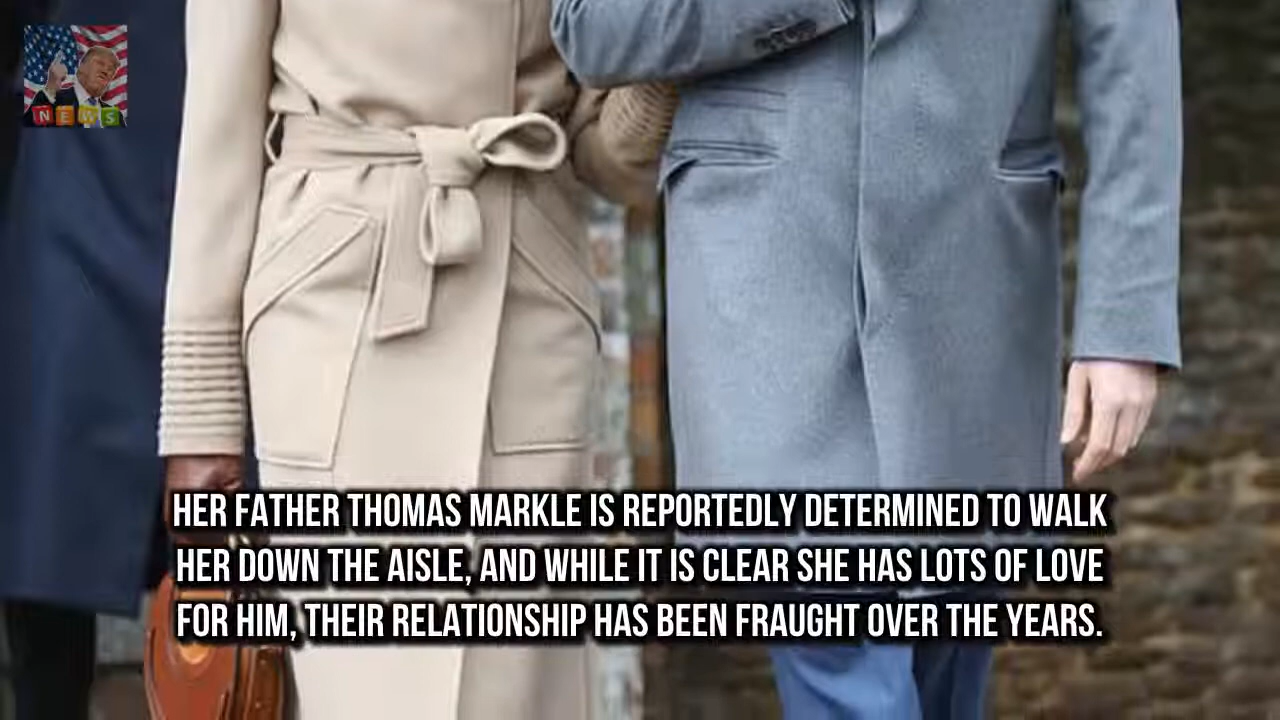 NEWS
HER FATHER THOMAS MARKLE IS REPORTEDLY DETERMINED TO WALK
HER DOWN THE AISLE, AND WHILE IT IS CLEAR SHE HAS LOTS OF LOVE
FOR HIM, THEIR RELATIONSHIP HAS BEEN FRAUGHT OVER THE YEARS.